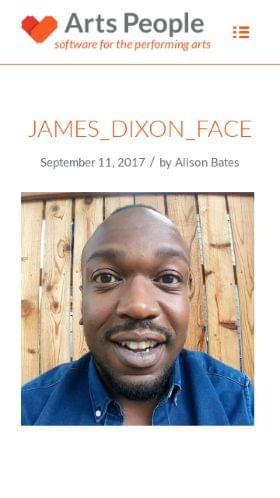 Arts People
software for the performing arts
JAMES_DIXON_FACE
September 11, 2017 / by Alison Bates